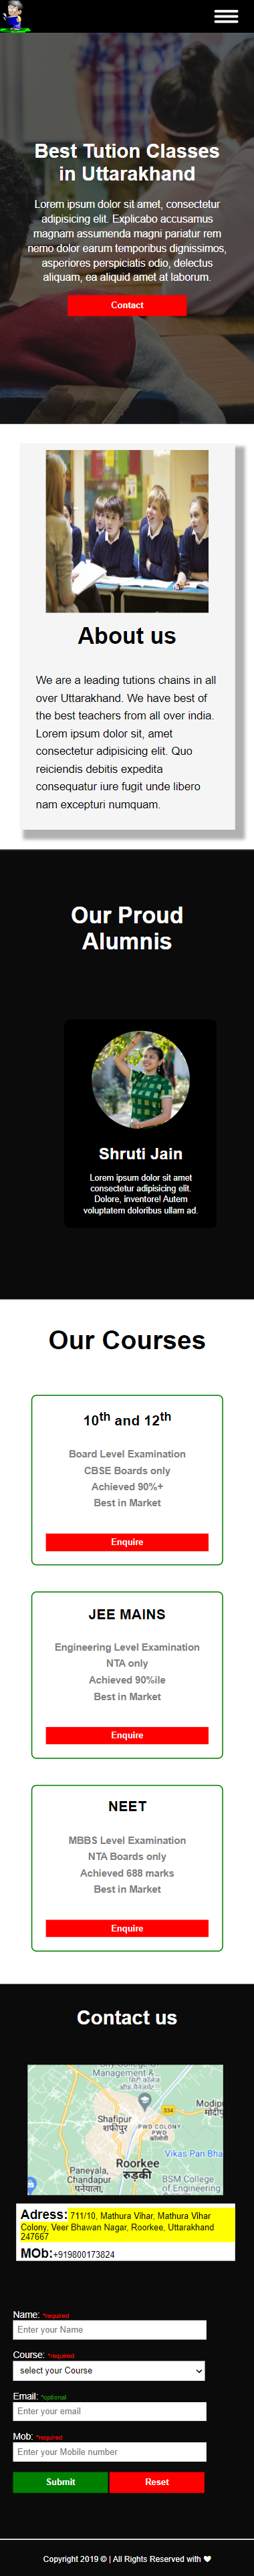 Best Tution Classes
in Uttarakhand
Lorem ipsum dolor sit amet, consectetur
adipisicing elit. Explicabo accusamus
magnam assumenda magni pariatur rem
nemo dolor earum temporibus dignissimos,
asperiores perspiciatis odio, delectus
aliquam, ea aliquid amet at laborum.
Contact
About us
We are a leading tutions chains in all
over Uttarakhand. We have best of
the best teachers from all over india.
Lorem ipsum dolor sit, amet
consectetur adipisicing elit. Quo
reiciendis debitis expedita
consequatur iure fugit unde libero
nam excepturi numquam.
Our Proud
Alumnis
Shruti Jain
Lorem ipsum dolor sit amet
consectetur adipisicing elit.
Dolore, inventore! Autem
voluptatem doloribus ullam ad.
Our Courses
10th and 12th
Board Level Examination
CBSE Boards only
Achieved 90%+
Best in Market
Enquire
JEE MAINS
Engineering Level Examination
NTA only
Achieved 90%ile
Best in Market
Enquire
NEET
MBBS Level Examination
NTA Boards only
Achieved 688 marks
Best in Market
Enquire
Contact us
Management &...
334
Modip
Shafipur
शफीपुर
PWD COLONY
Vikas Pan Bha
Paneyala,
Chandapur
Roorkee
रुड़की
BSM College
of Engineering
Adress: 711/10, Mathura Vihar, Mathura Vihar
Colony, Veer Bhawan Nagar, Roorkee, Uttarakhand
247667
MOb:+919800173824
Name: *required
Enter your Name
Course: *required
select your Course
Email: *optional
Enter your email
Mob: *required
Enter your Mobile number
Submit
Reset
Copyright 2019 © | All Rights Reserved with ❤